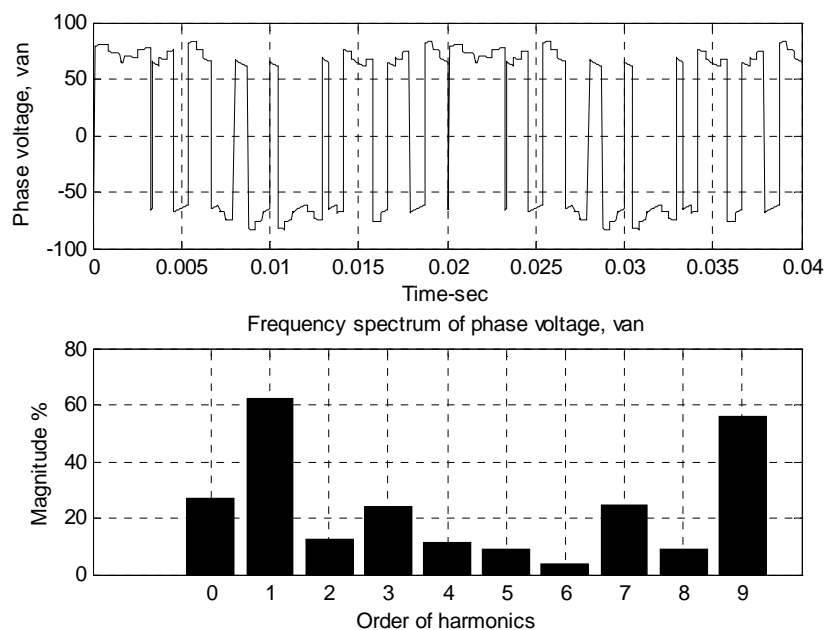 100
50
0
-50
-100
Phase voltage, van
0 0.005 0.01 0.015 0.02 0.025 0.03 0.035 0.04
Time-sec
Frequency spectrum of phase voltage, van
80
60
40
20
0
Magnitude %
0 1 2 3 4 5 6 7 8 9
Order of harmonics